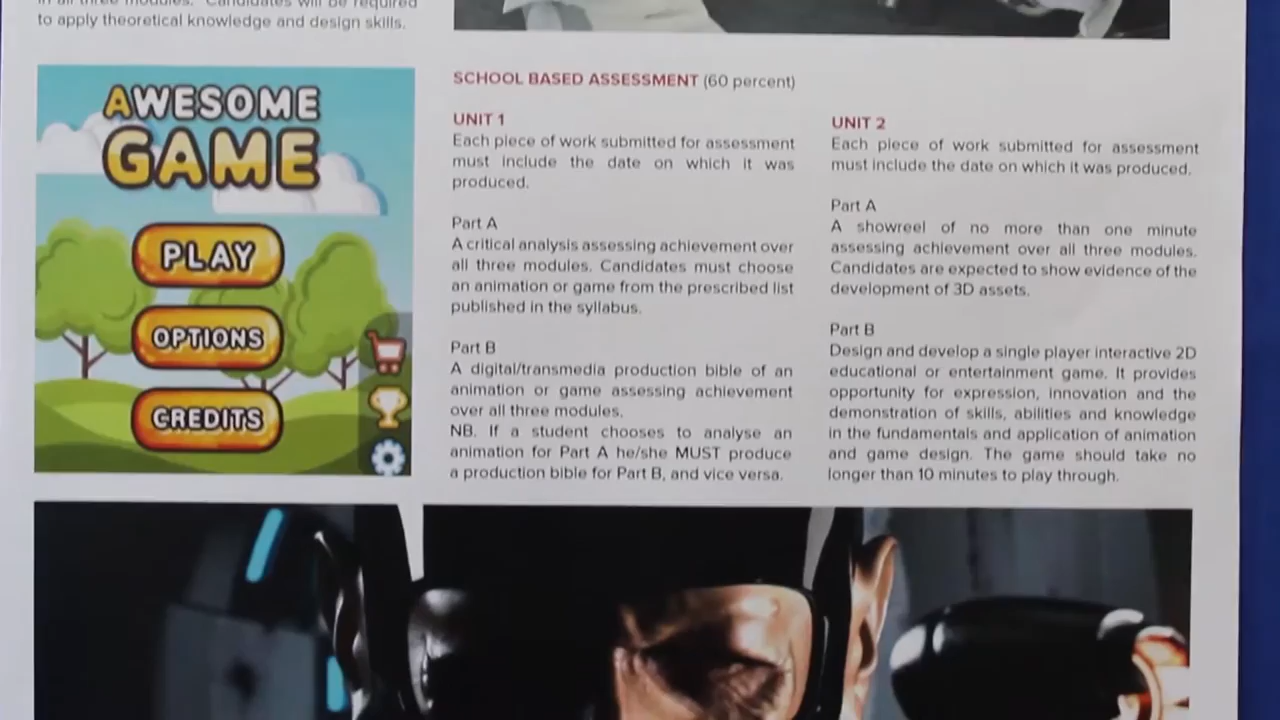 in all three modules. Candidates will be required
to apply theoretical knowledge and design skills.
AWESOME
GAME
PLAY
OPTIONS
CREDITS
SCHOOL BASED ASSESSMENT (60 percent)
UNIT 1
Each piece of work submitted for assessment
must include the date on which it was
produced.
Part A
A critical analysis assessing achievement over
all three modules. Candidates must choose
an animation or game from the prescribed list
published in the syllabus.
Part B
A digital/transmedia production bible of an
animation or game assessing achievement
over all three modules.
NB. If a student chooses to analyse an
animation for Part A he/she MUST produce
a production bible for Part B, and vice versa.
UNIT 2
Each piece of work submitted for assessment
must include the date on which it was produced.
Part A
A showreel of no more than one minute
assessing achievement over all three modules.
Candidates are expected to show evidence of the
development of 3D assets.
Part B
Design and develop a single player interactive 2D
educational or entertainment game. It provides
opportunity for expression, innovation and the
demonstration of skills, abilities and knowledge
in the fundamentals and application of animation
and game design. The game should take no
longer than 10 minutes to play through.